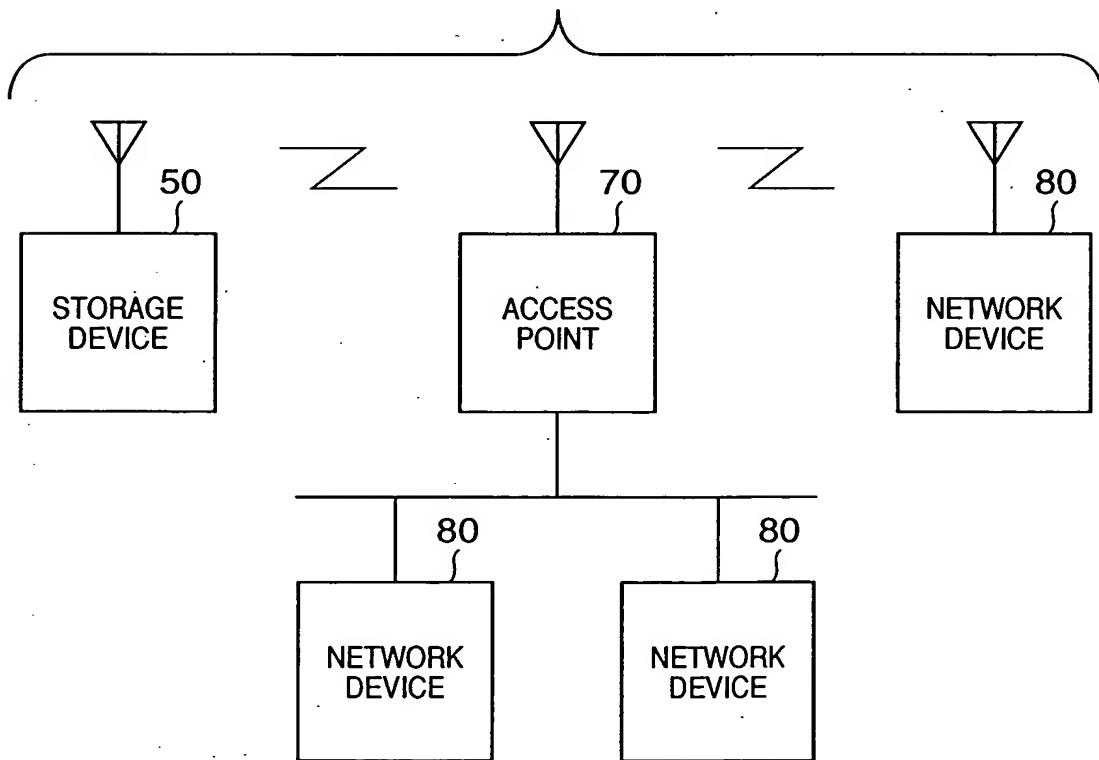 50
70
80
STORAGE
DEVICE
ACCESS
POINT
NETWORK
DEVICE
80
80
NETWORK
DEVICE
NETWORK
DEVICE